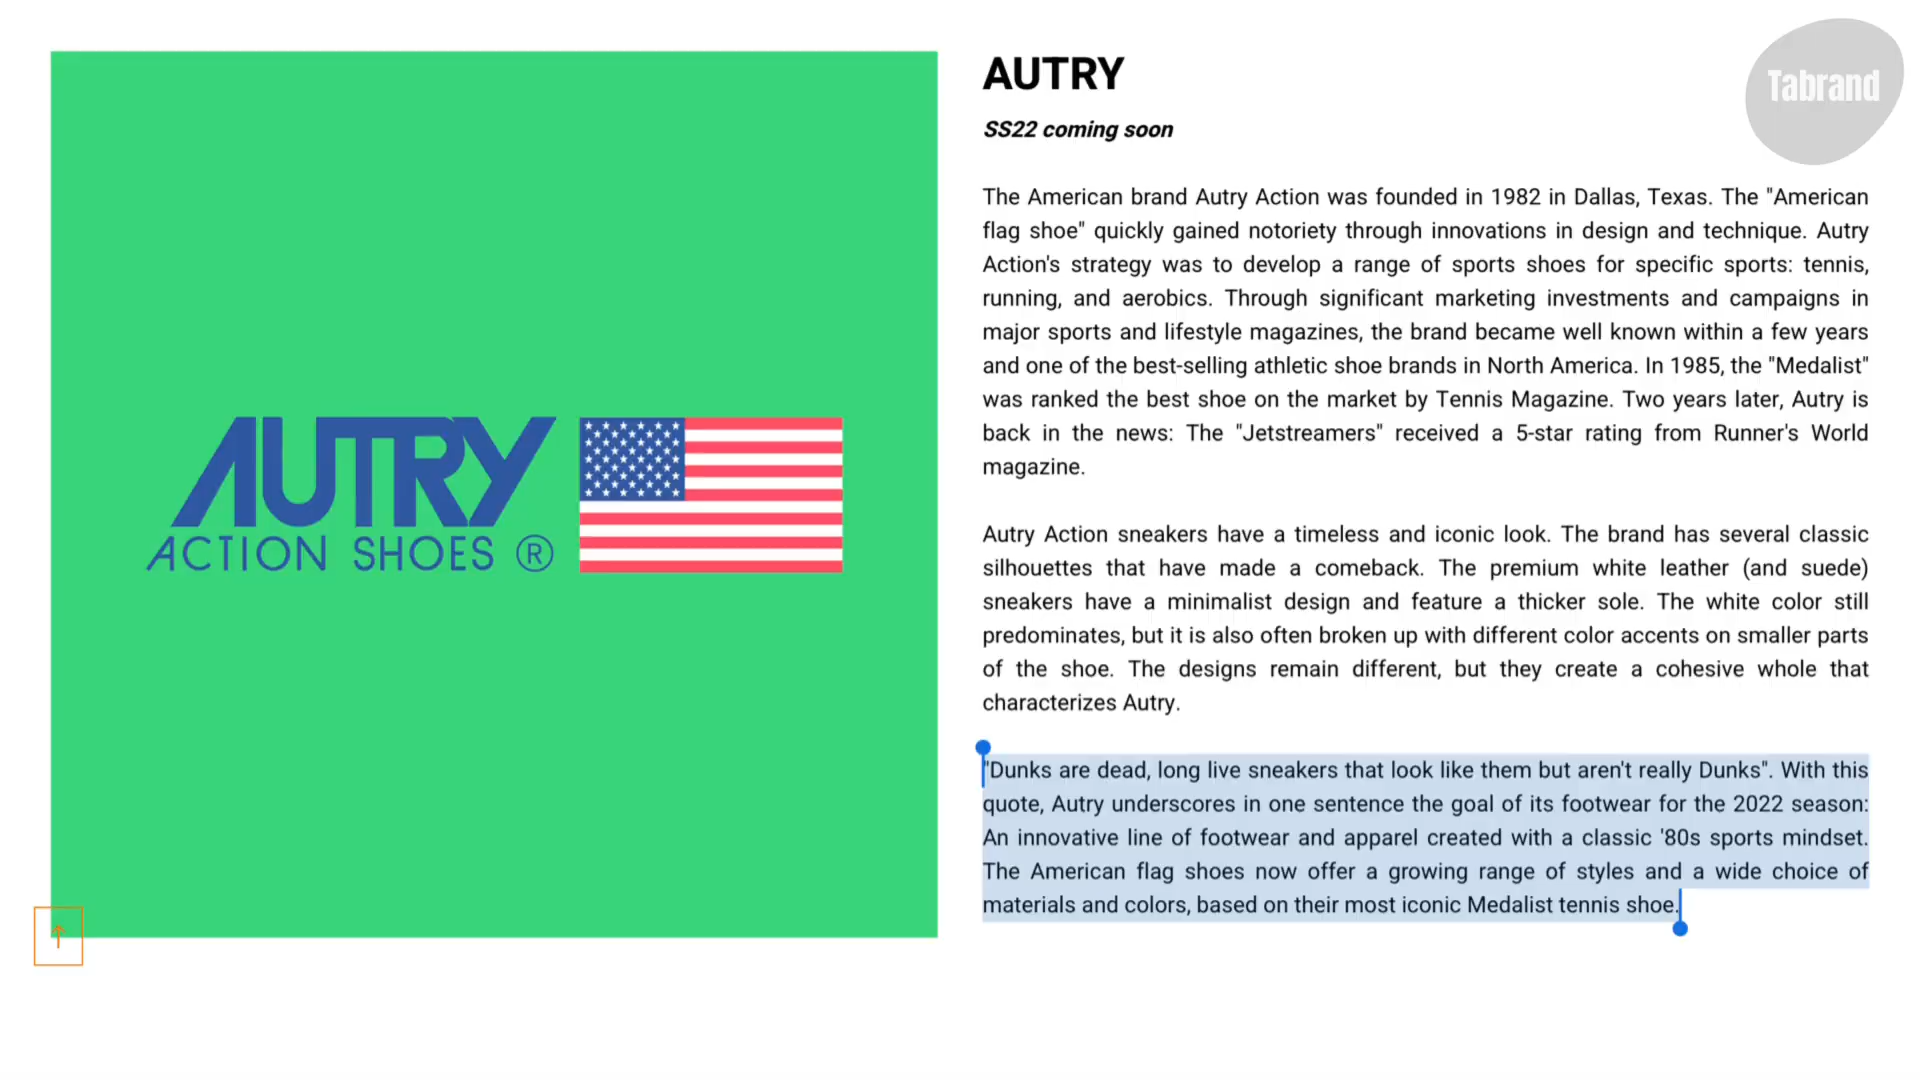 AUTRY
ACTION SHOES ®
AUTRY
SS22 coming soon
Tabrand
The American brand Autry Action was founded in 1982 in Dallas, Texas. The "American
flag shoe" quickly gained notoriety through innovations in design and technique. Autry
Action's strategy was to develop a range of sports shoes for specific sports: tennis,
running, and aerobics. Through significant marketing investments and campaigns in
major sports and lifestyle magazines, the brand became well known within a few years
and one of the best-selling athletic shoe brands in North America. In 1985, the "Medalist"
was ranked the best shoe on the market by Tennis Magazine. Two years later, Autry is
back in the news: The "Jetstreamers" received a 5-star rating from Runner's World
magazine.
Autry Action sneakers have a timeless and iconic look. The brand has several classic
silhouettes that have made a comeback. The premium white leather (and suede)
sneakers have a minimalist design and feature a thicker sole. The white color still
predominates, but it is also often broken up with different color accents on smaller parts
of the shoe. The designs remain different, but they create a cohesive whole that
characterizes Autry.
"Dunks are dead, long live sneakers that look like them but aren't really Dunks". With this
quote, Autry underscores in one sentence the goal of its footwear for the 2022 season:
An innovative line of footwear and apparel created with a classic '80s sports mindset.
The American flag shoes now offer a growing range of styles and a wide choice of
materials and colors, based on their most iconic Medalist tennis shoe.